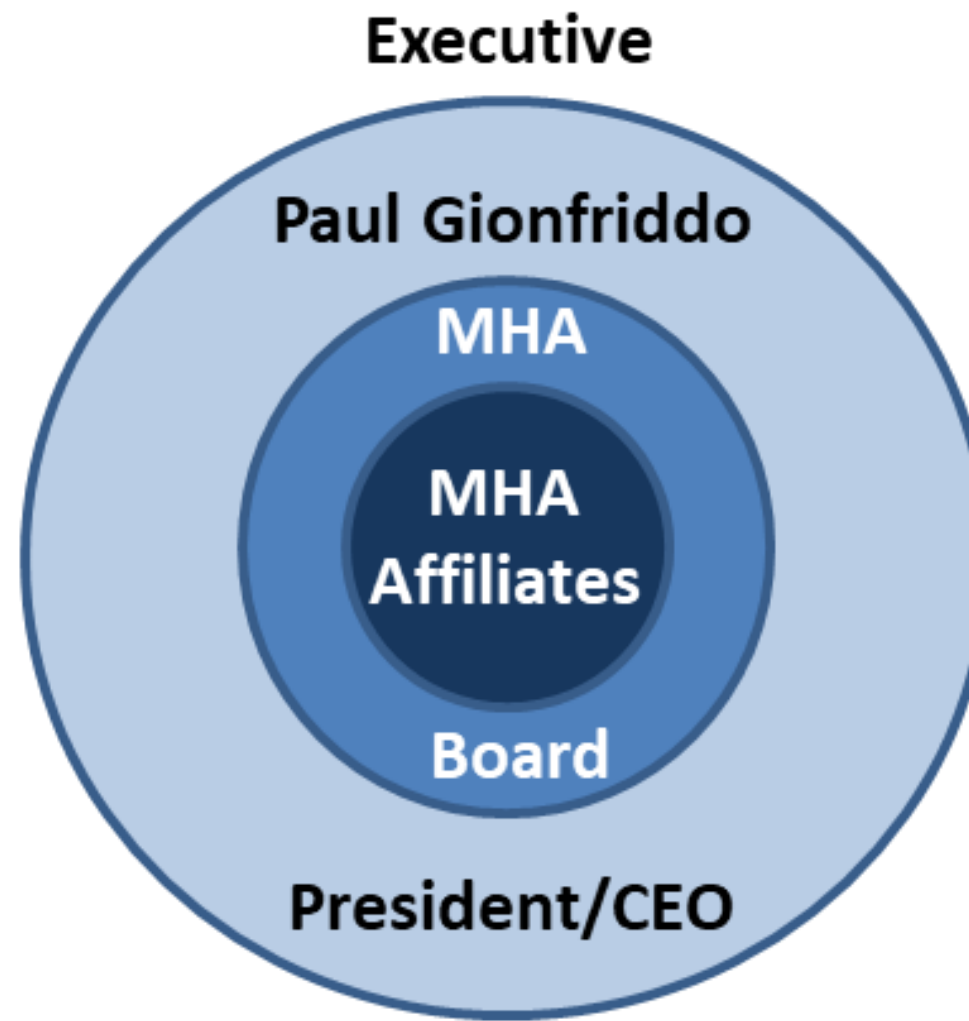 Executive
Paul Gionfriddo
MHA
MHA
Affiliates
Board
President/CEO